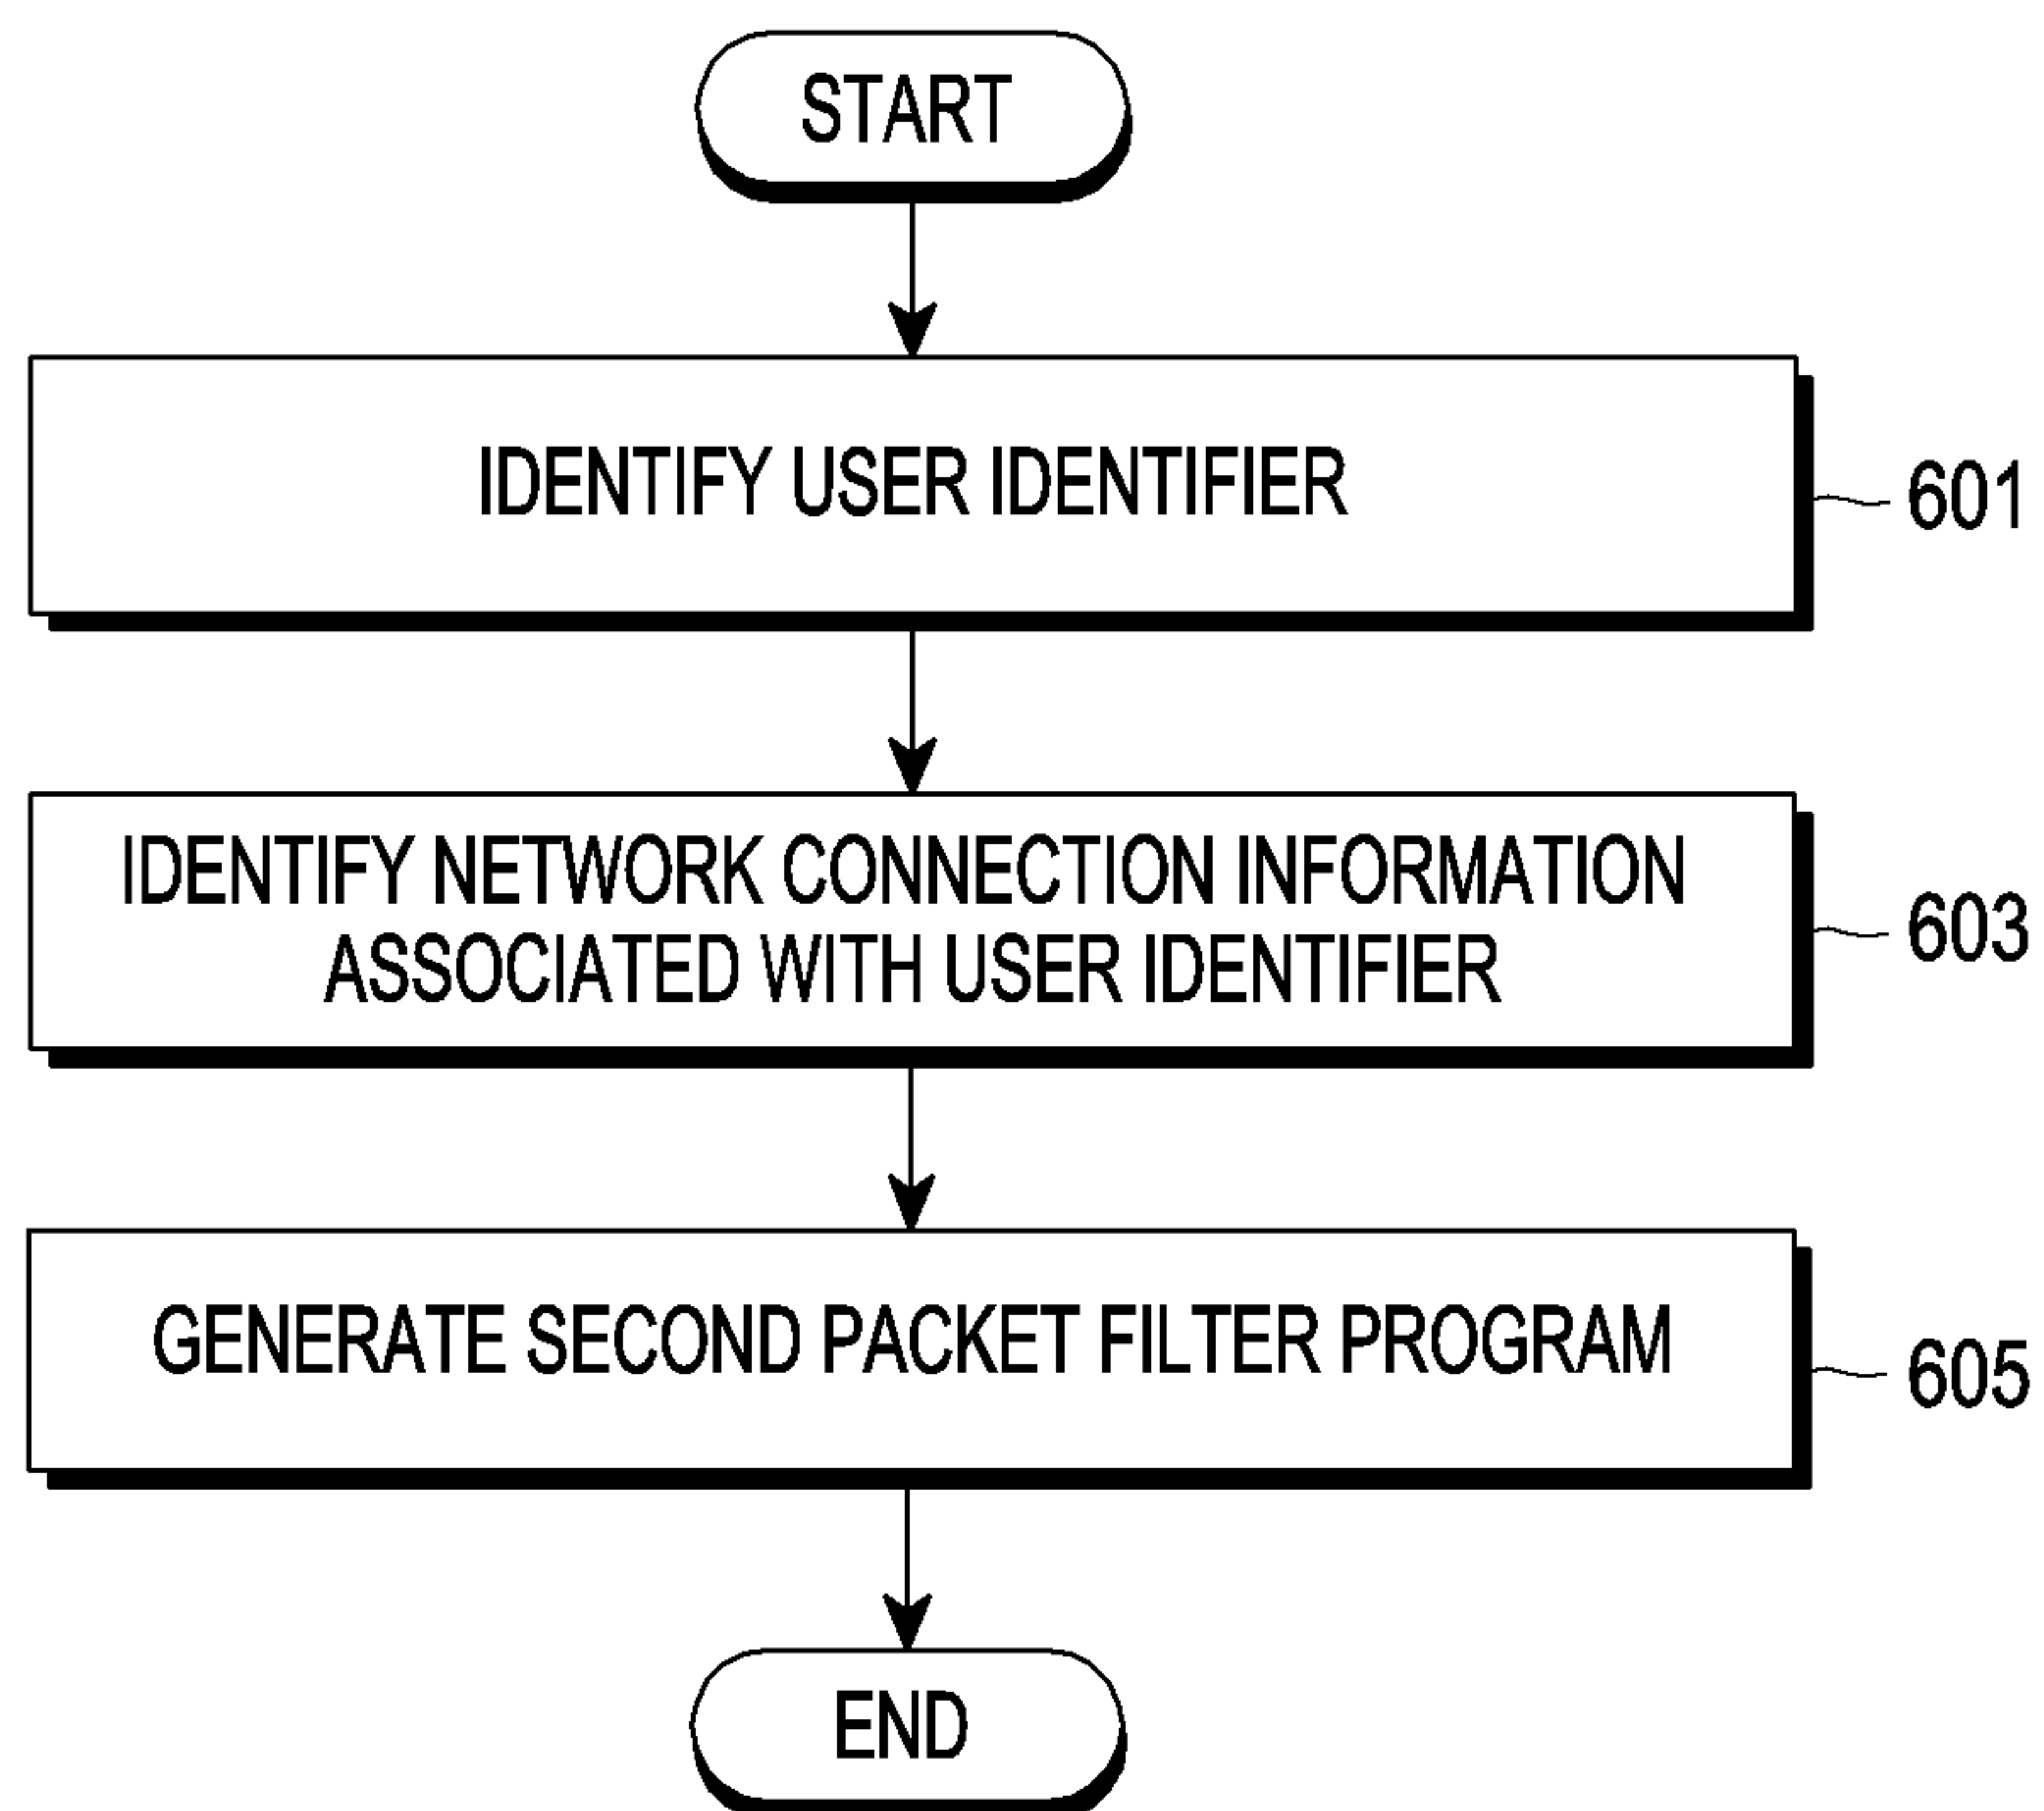 START
IDENTIFY USER IDENTIFIER
601
IDENTIFY NETWORK CONNECTION INFORMATION
ASSOCIATED WITH USER IDENTIFIER
603
GENERATE SECOND PACKET FILTER PROGRAM
605
END